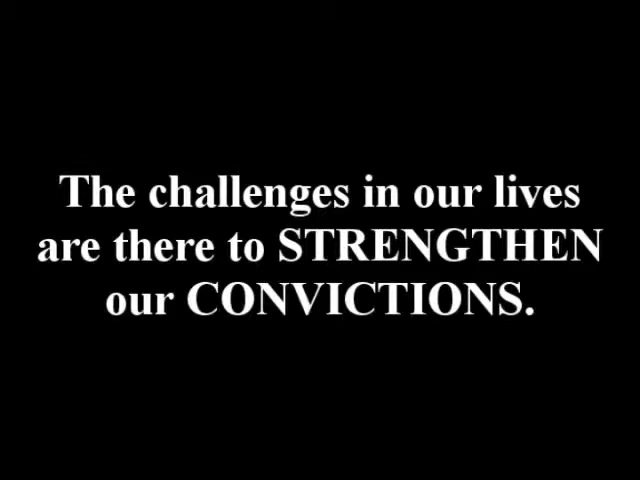 The challenges in our lives
are there to STRENGTHEN
our CONVICTIONS.